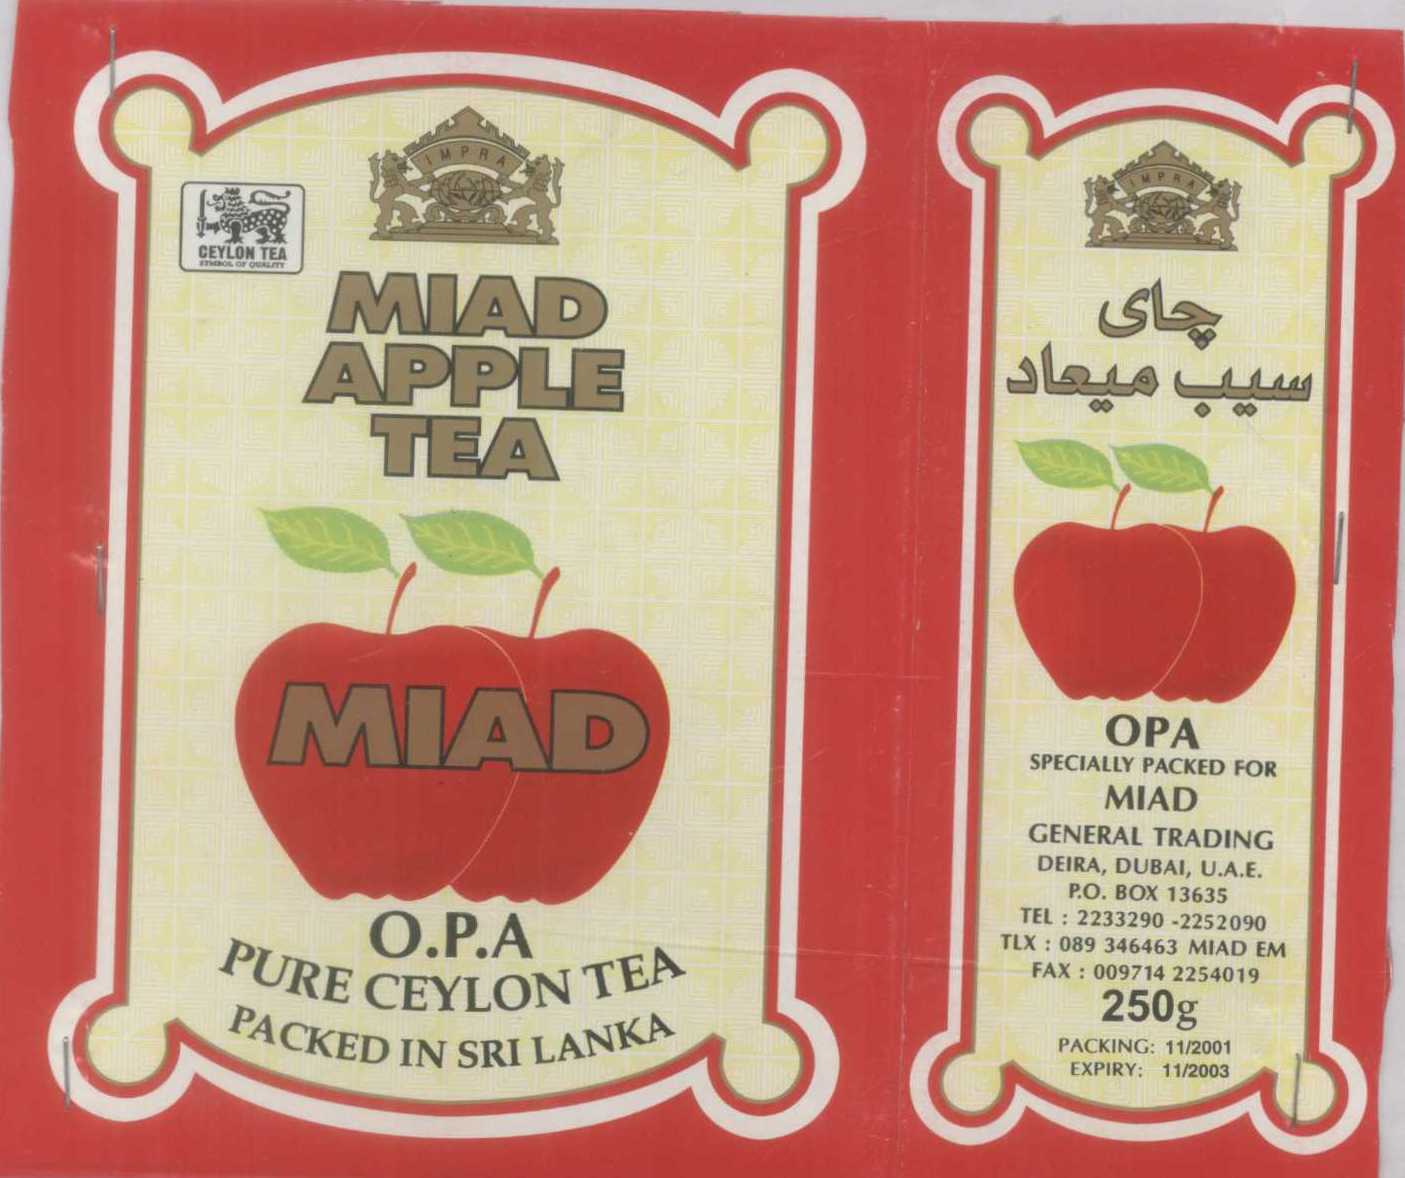 IMPRA
CEYLON TEA
SYMBOL OF QUALITY
MIAD
APPLE
TEA
MIAD
O.P.A
PURE CEYLON TEA
PACKED IN SRI LANKA
IMPRA
چای
سیب میعاد
OPA
SPECIALLY PACKED FOR
MIAD
GENERAL TRADING
DEIRA, DUBAI, U.A.E.
P.O. BOX 13635
TEL : 2233290 -2252090
TLX : 089 346463 MIAD EM
FAX : 009714 2254019
250g
PACKING: 11/2001
EXPIRY: 11/2003